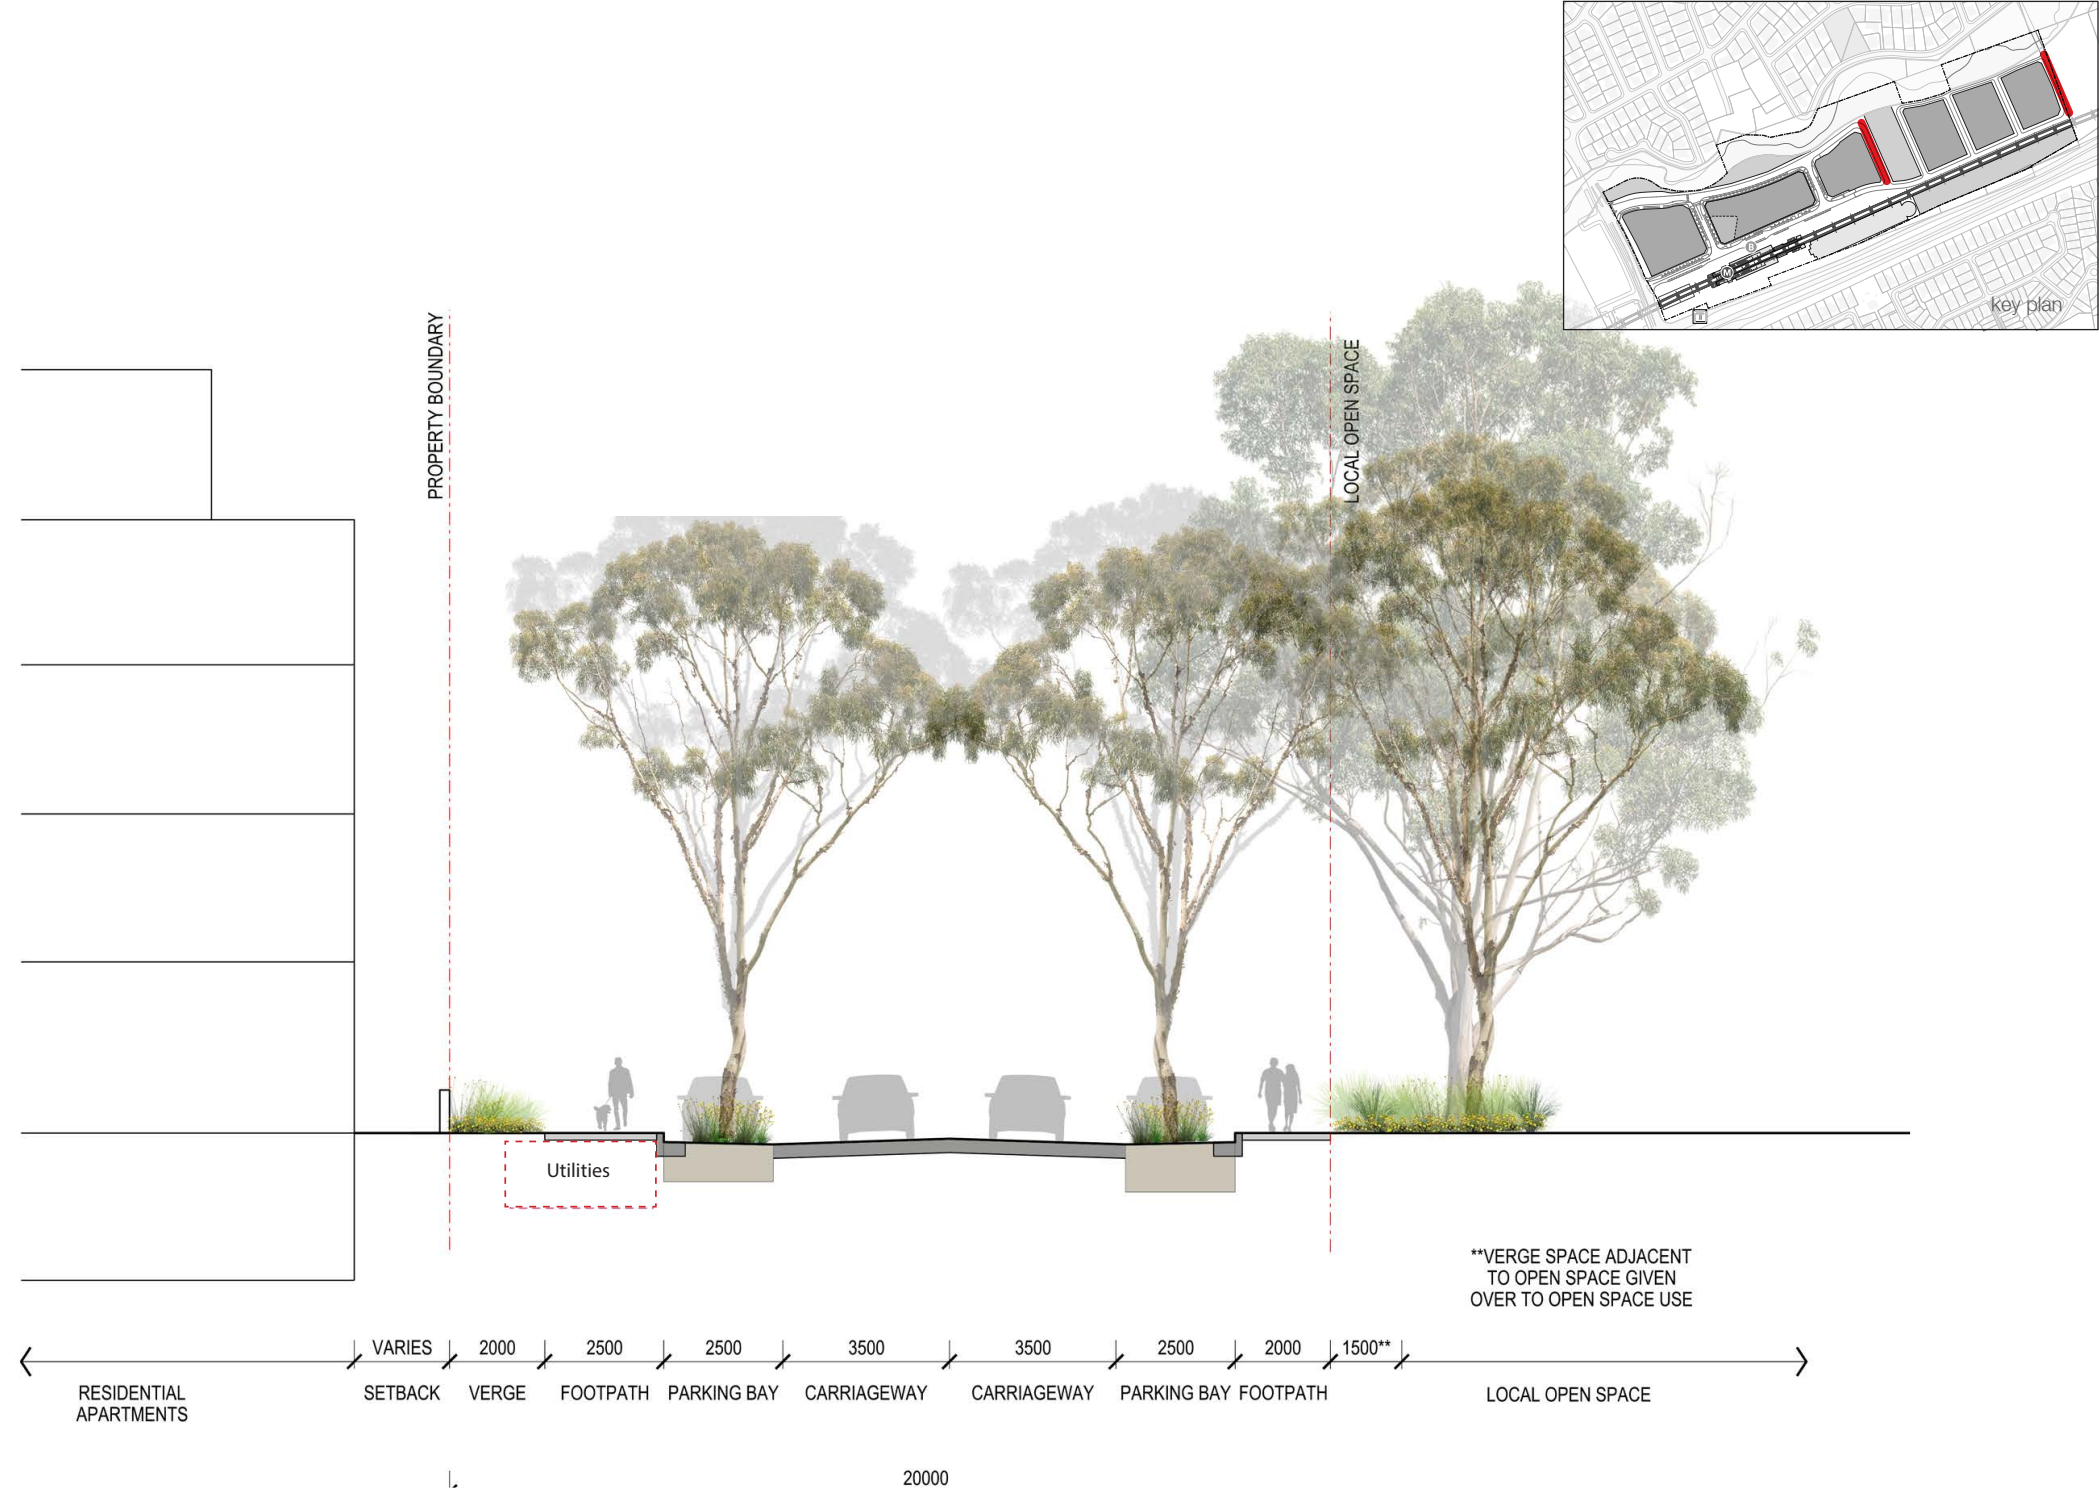 key plan
B
M
PROPERTY BOUNDARY
LOCAL OPEN SPACE
Utilities
**VERGE SPACE ADJACENT
TO OPEN SPACE GIVEN
OVER TO OPEN SPACE USE
VARIES 2000 2500 2500 3500 3500 2500 2000 1500**
RESIDENTIAL
APARTMENTS
SETBACK VERGE FOOTPATH PARKING BAY CARRIAGEWAY CARRIAGEWAY PARKING BAY FOOTPATH LOCAL OPEN SPACE
20000